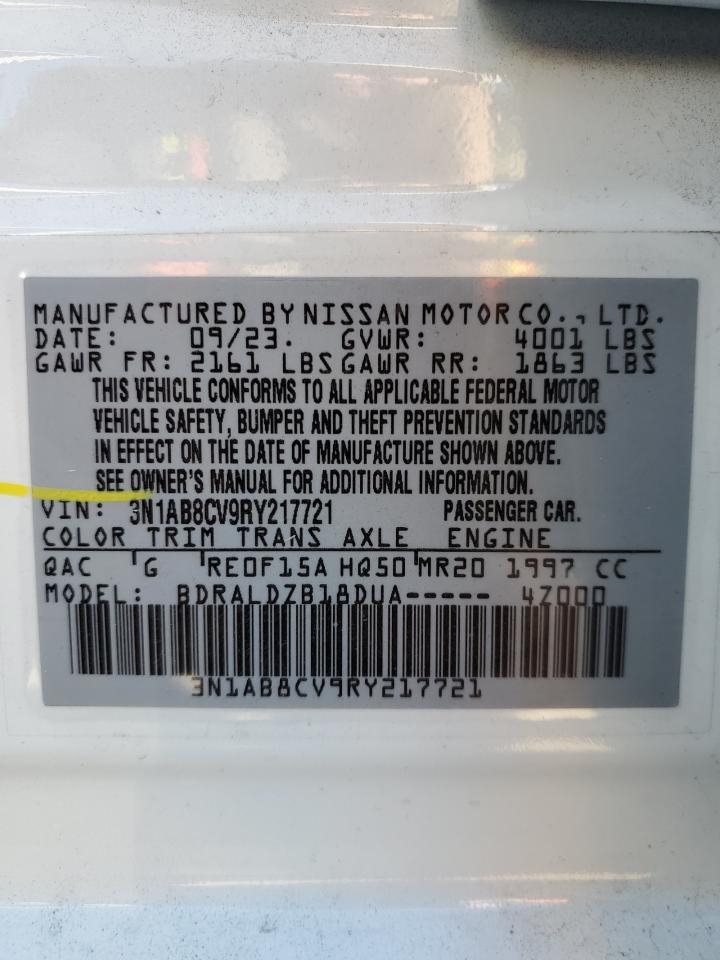 MANUFACTURED BY NISSAN MOTOR CO., LTD.
DATE: 09/23. GVWR: 4001 LBS
GAWR FR: 2161 LBS GAWR RR: 1863 LBS
THIS VEHICLE CONFORMS TO ALL APPLICABLE FEDERAL MOTOR
VEHICLE SAFETY, BUMPER AND THEFT PREVENTION STANDARDS
IN EFFECT ON THE DATE OF MANUFACTURE SHOWN ABOVE.
SEE OWNER'S MANUAL FOR ADDITIONAL INFORMATION.
VIN: 3N1AB8CV9RY217721 PASSENGER CAR.
COLOR TRIM TRANS AXLE ENGINE
QAC G RE0F15A HQ50 MR20 1997 CC
MODEL: BDRALDZB18DUA----- 4Z000
3N1AB8CV9RY217721